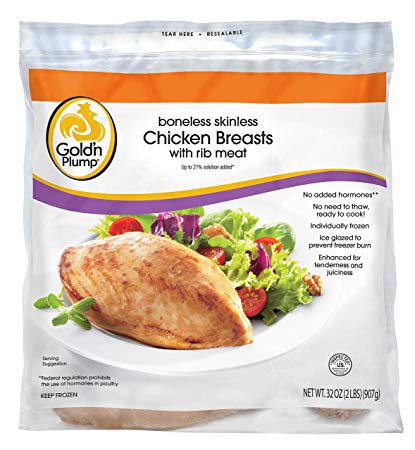 TEAR HERE • RESEALABLE
Gold'n
Plump®
boneless skinless
Chicken Breasts
with rib meat
Up to 21% solution added*
No added hormones**
No need to thaw,
ready to cook!
Individually frozen
Ice glazed to
prevent freezer burn
Enhanced for
tenderness and
juiciness
Serving
Suggestion
*Federal regulation prohibits
the use of hormones in poultry
KEEP FROZEN
INSPECTED
U.S.
NET WT. 32 OZ (2 LBS) (907g)